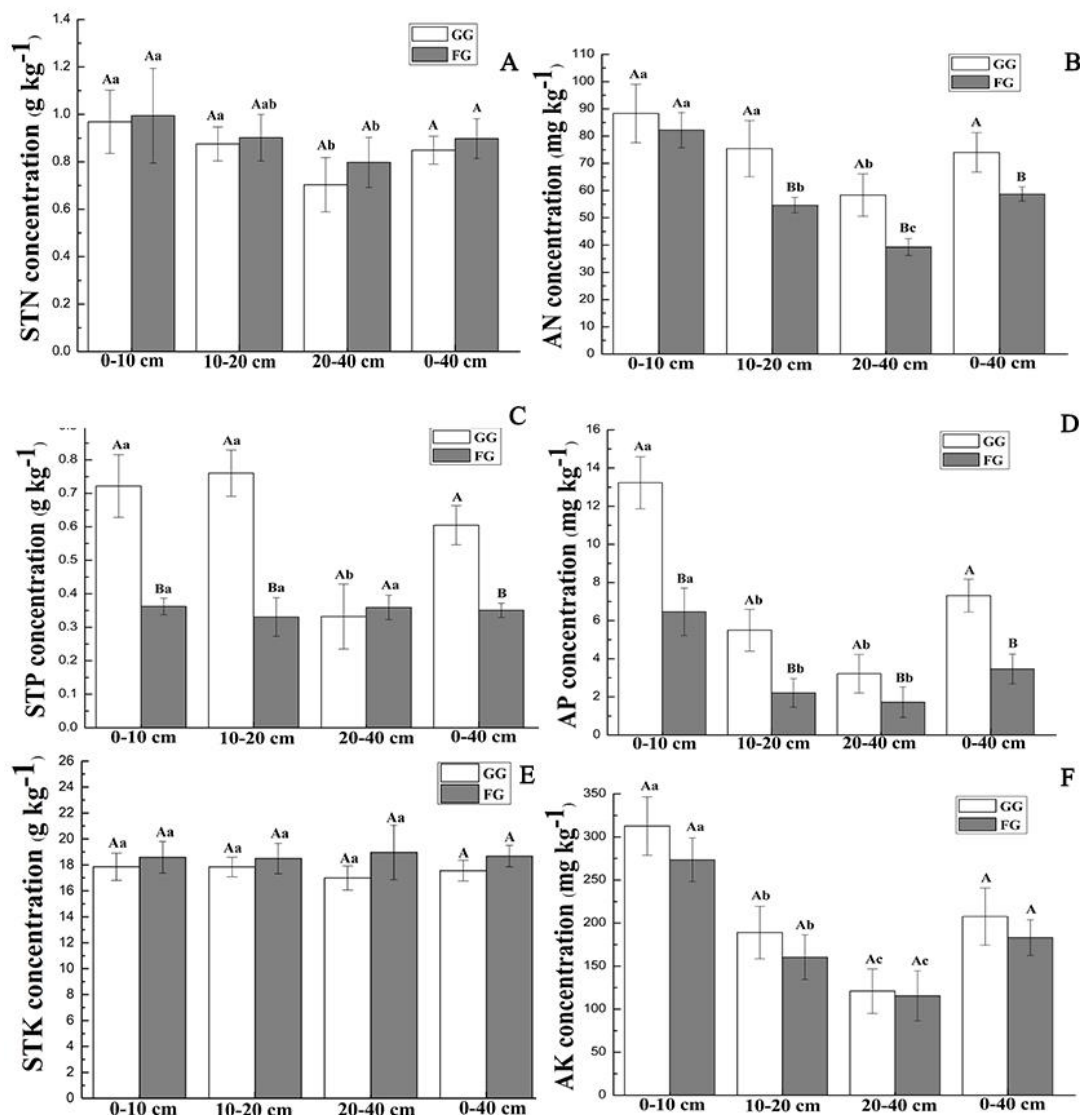 A
GG
FG
STN concentration (g kg-1)
1.4
1.2
1.0
0.8
0.6
0.4
0.2
0.0
Aa Aa Aa Aab Ab Ab A A
0-10 cm 10-20 cm 20-40 cm 0-40 cm
B
GG
FG
AN concentration (mg kg-1)
110
100
90
80
70
60
50
40
30
20
10
0
Aa Aa Aa Bb Ab Bc A B
0-10 cm 10-20 cm 20-40 cm 0-40 cm
C
GG
FG
STP concentration (g kg-1)
0.8
0.7
0.6
0.5
0.4
0.3
0.2
0.1
0.0
Aa Ba Aa Ba Ab Aa A B
0-10 cm 10-20 cm 20-40 cm 0-40 cm
D
GG
FG
AP concentration (mg kg-1)
16
14
12
10
8
6
4
2
0
Aa Ba Ab Bb Ab Bb A B
0-10 cm 10-20 cm 20-40 cm 0-40 cm
E
GG
FG
STK concentration (g kg-1)
26
24
22
20
18
16
14
12
10
8
6
4
2
0
Aa Aa Aa Aa Aa Aa A A
0-10 cm 10-20 cm 20-40 cm 0-40 cm
F
GG
FG
AK concentration (mg kg-1)
350
300
250
200
150
100
50
0
Aa Aa Ab Ab Ac Ac A A
0-10 cm 10-20 cm 20-40 cm 0-40 cm